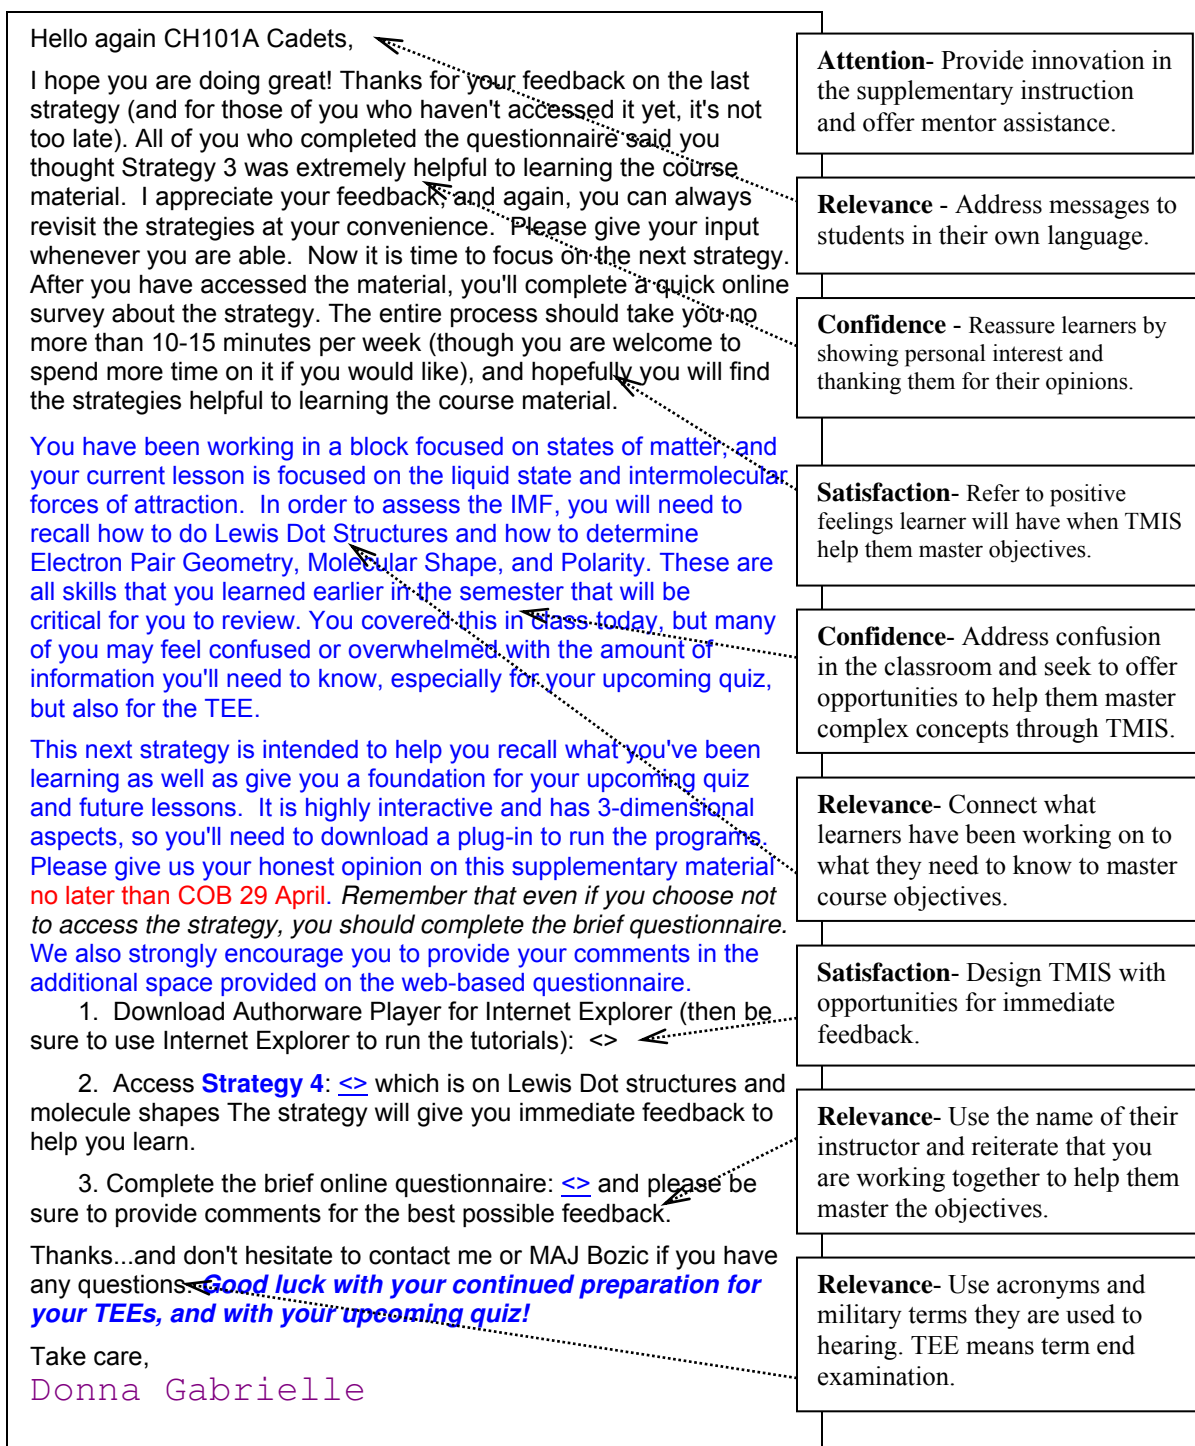 Hello again CH101A Cadets,
I hope you are doing great! Thanks for your feedback on the last
strategy (and for those of you who haven't accessed it yet, it's not
too late). All of you who completed the questionnaire said you
thought Strategy 3 was extremely helpful to learning the course
material.  I appreciate your feedback, and again, you can always
revisit the strategies at your convenience.  Please give your input
whenever you are able.  Now it is time to focus on the next strategy.
After you have accessed the material, you'll complete a quick online
survey about the strategy. The entire process should take you no
more than 10-15 minutes per week (though you are welcome to
spend more time on it if you would like), and hopefully you will find
the strategies helpful to learning the course material.
You have been working in a block focused on states of matter, and
your current lesson is focused on the liquid state and intermolecular
forces of attraction.  In order to assess the IMF, you will need to
recall how to do Lewis Dot Structures and how to determine
Electron Pair Geometry, Molecular Shape, and Polarity. These are
all skills that you learned earlier in the semester that will be
critical for you to review. You covered this in class today, but many
of you may feel confused or overwhelmed with the amount of
information you'll need to know, especially for your upcoming quiz,
but also for the TEE.
This next strategy is intended to help you recall what you've been
learning as well as give you a foundation for your upcoming quiz
and future lessons.  It is highly interactive and has 3-dimensional
aspects, so you'll need to download a plug-in to run the programs.
Please give us your honest opinion on this supplementary material
no later than COB 29 April. Remember that even if you choose not
to access the strategy, you should complete the brief questionnaire.
We also strongly encourage you to provide your comments in the
additional space provided on the web-based questionnaire.
1.  Download Authorware Player for Internet Explorer (then be
sure to use Internet Explorer to run the tutorials):  <>
2.  Access Strategy 4: <> which is on Lewis Dot structures and
molecule shapes The strategy will give you immediate feedback to
help you learn.
3. Complete the brief online questionnaire: <> and please be
sure to provide comments for the best possible feedback.
Thanks...and don't hesitate to contact me or MAJ Bozic if you have
any questions. Good luck with your continued preparation for
your TEEs, and with your upcoming quiz!
Take care,
Donna Gabrielle
Attention- Provide innovation in
the supplementary instruction
and offer mentor assistance.
Relevance - Address messages to
students in their own language.
Confidence - Reassure learners by
showing personal interest and
thanking them for their opinions.
Satisfaction- Refer to positive
feelings learner will have when TMIS
help them master objectives.
Confidence- Address confusion
in the classroom and seek to offer
opportunities to help them master
complex concepts through TMIS.
Relevance- Connect what
learners have been working on to
what they need to know to master
course objectives.
Satisfaction- Design TMIS with
opportunities for immediate
feedback.
Relevance- Use the name of their
instructor and reiterate that you
are working together to help them
master the objectives.
Relevance- Use acronyms and
military terms they are used to
hearing. TEE means term end
examination.